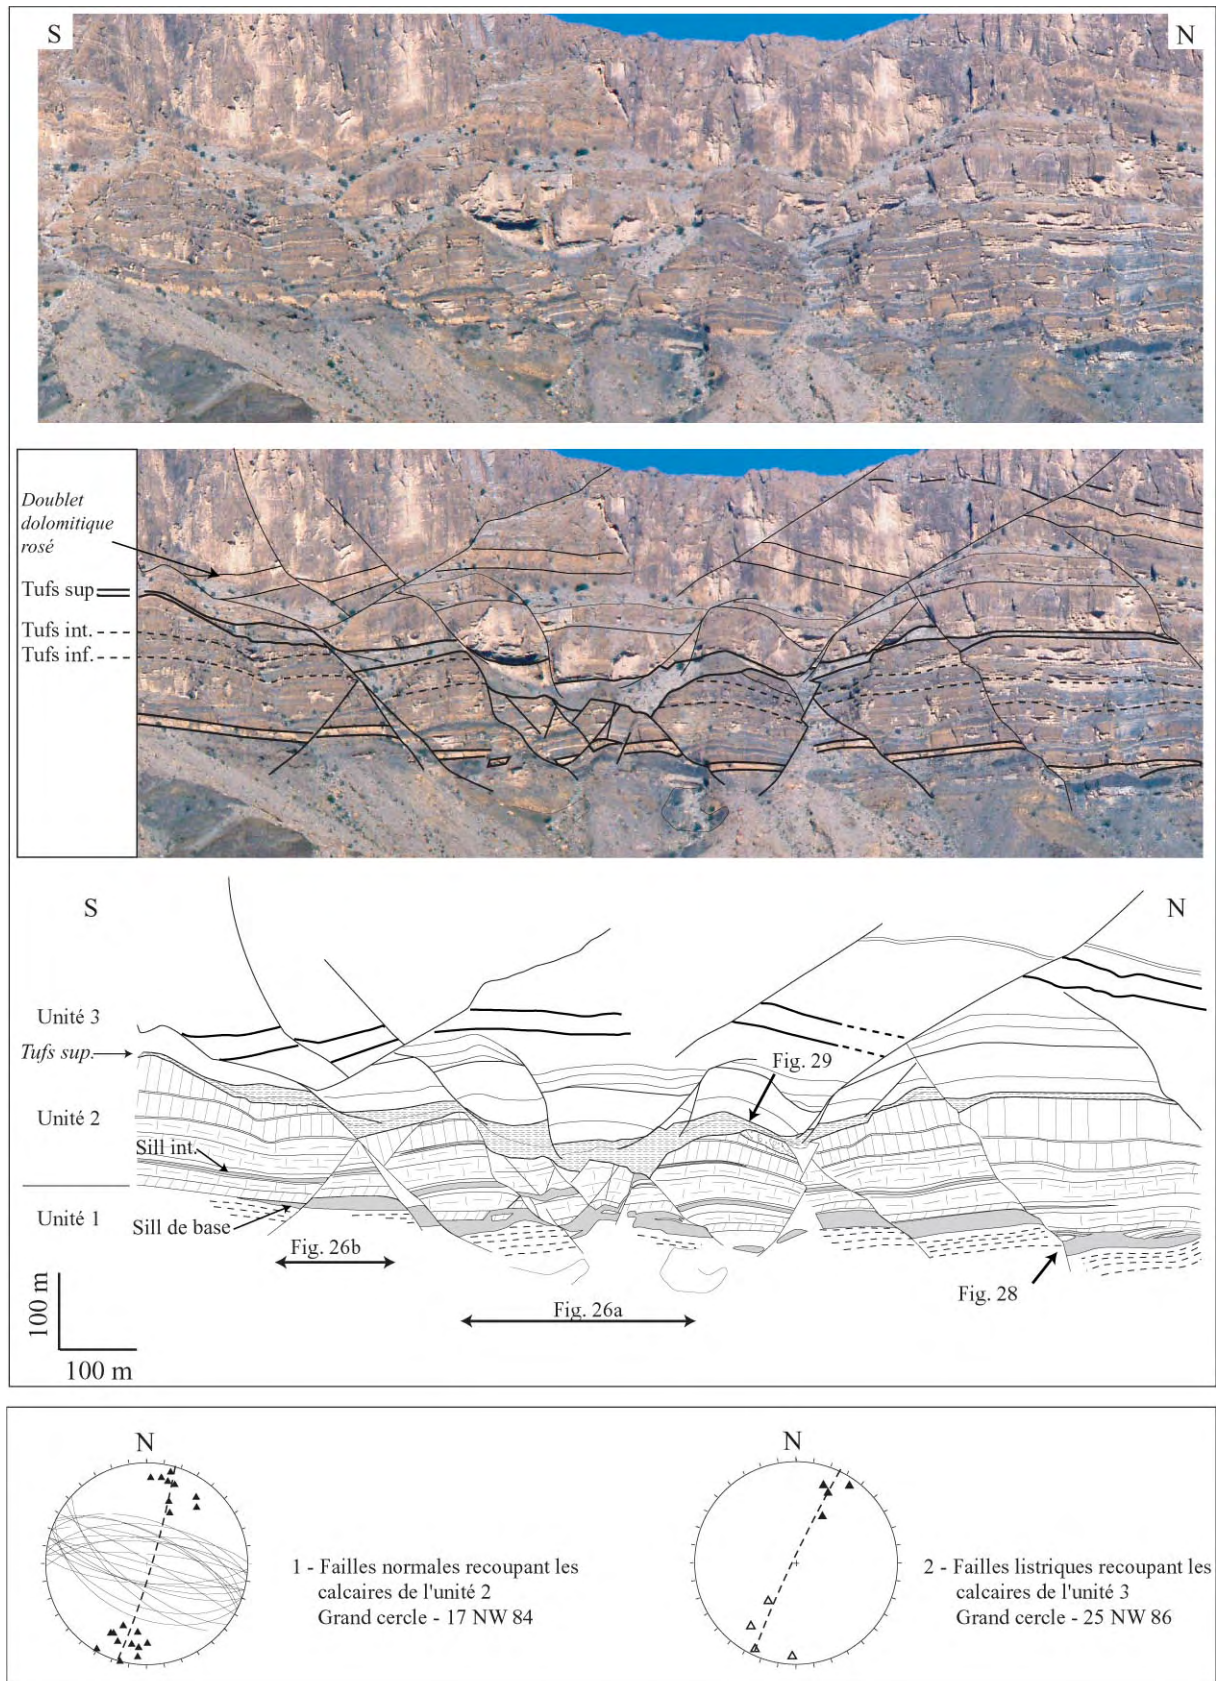 S
N
Doublet
dolomitique
rosé
Tufs sup.
Tufs int.
Tufs inf.
S
N
Unité 3
Tufs sup.
Fig. 29
Unité 2
Sill int.
Unité 1
Sill de base
Fig. 26b
Fig. 28
Fig. 26a
100 m
100 m
N
N
1 - Failles normales recoupant les
calcaires de l'unité 2
Grand cercle - 17 NW 84
2 - Failles listriques recoupant les
calcaires de l'unité 3
Grand cercle - 25 NW 86